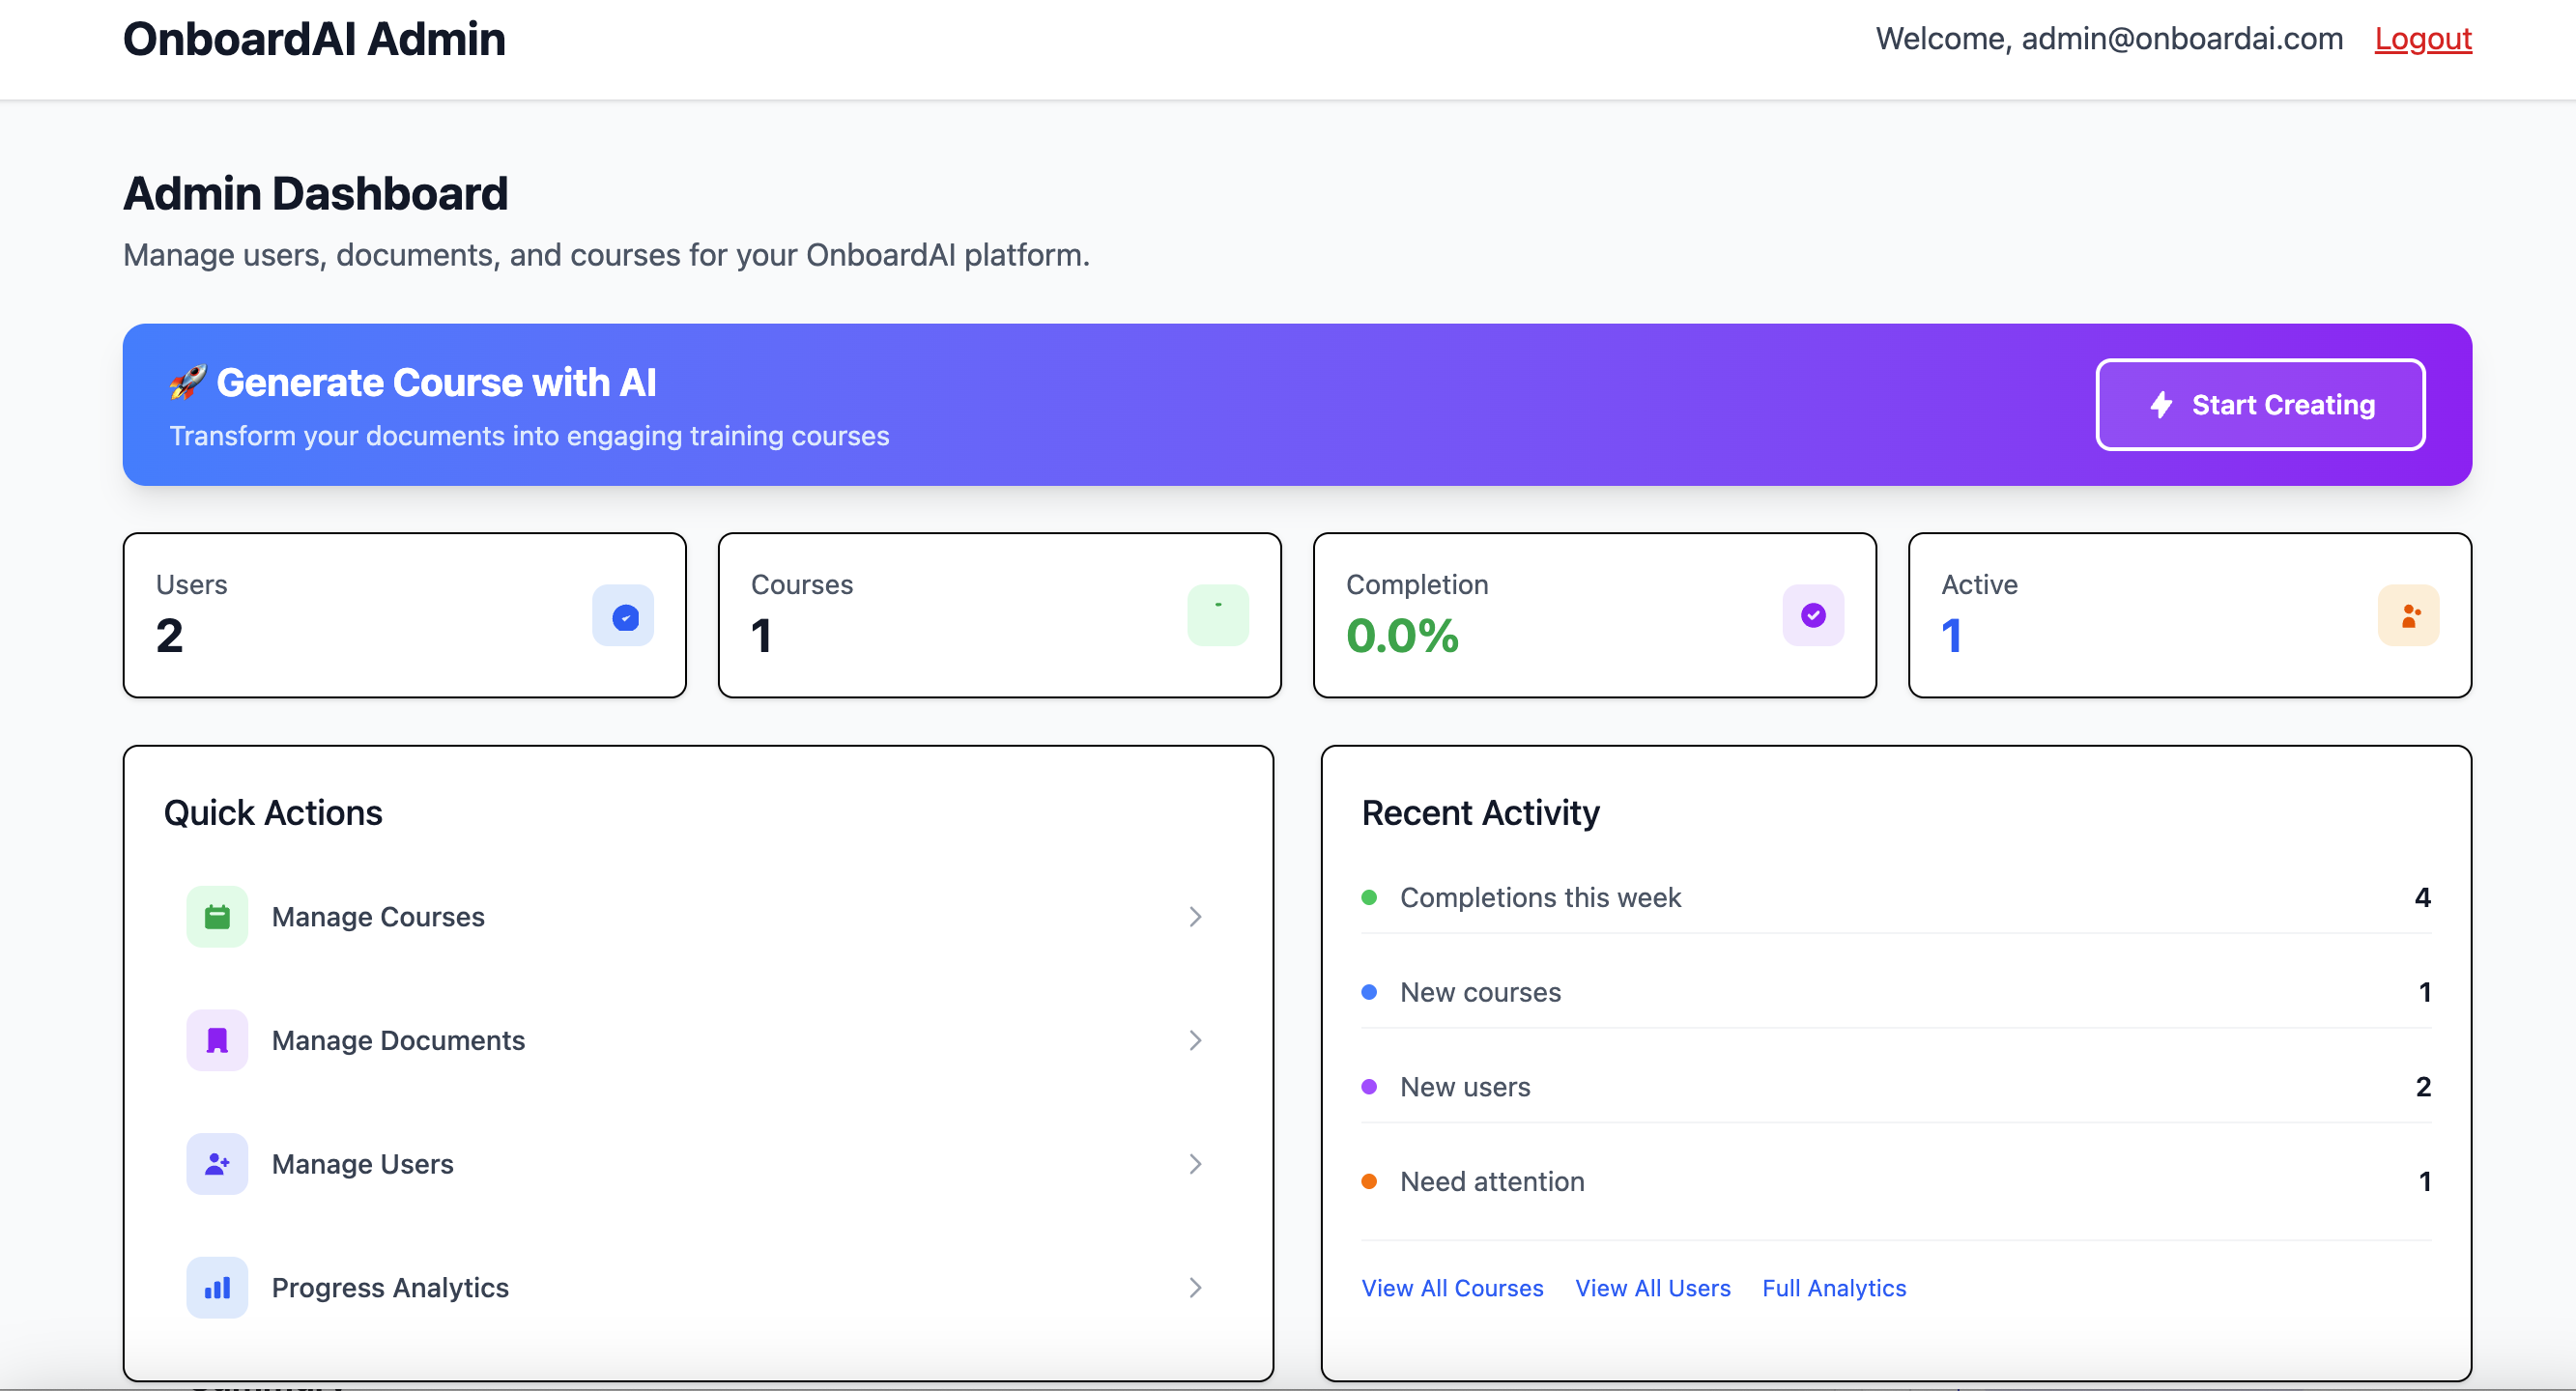 OnboardAI Admin
Welcome, admin@onboardai.com Logout
Admin Dashboard
Manage users, documents, and courses for your OnboardAI platform.
🚀 Generate Course with AI
Transform your documents into engaging training courses
Start Creating
Users
2
Courses
1
Completion
0.0%
Active
1
Quick Actions
Manage Courses
Manage Documents
Manage Users
Progress Analytics
Recent Activity
Completions this week 4
New courses 1
New users 2
Need attention 1
View All Courses View All Users Full Analytics